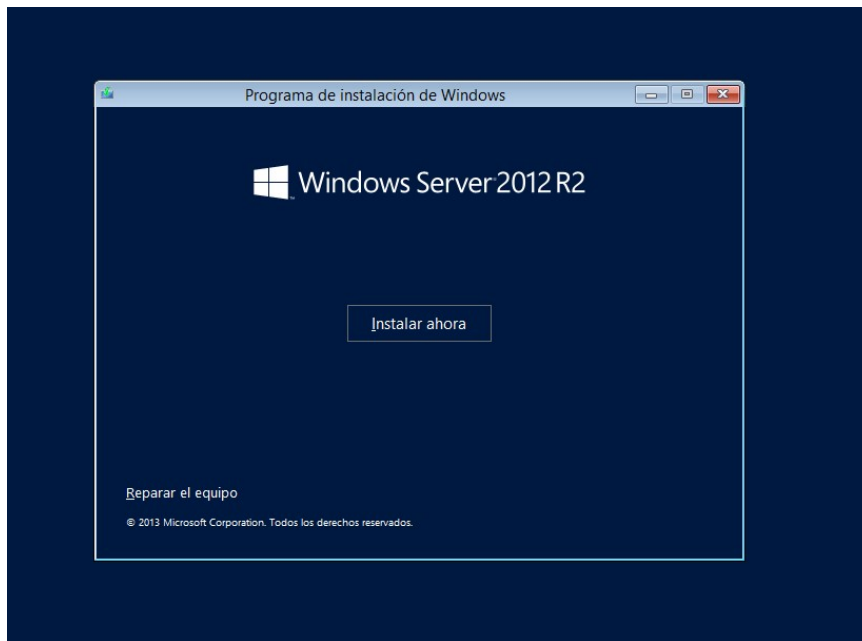 Programa de instalación de Windows
Windows Server 2012 R2
Instalar ahora
Reparar el equipo
© 2013 Microsoft Corporation. Todos los derechos reservados.